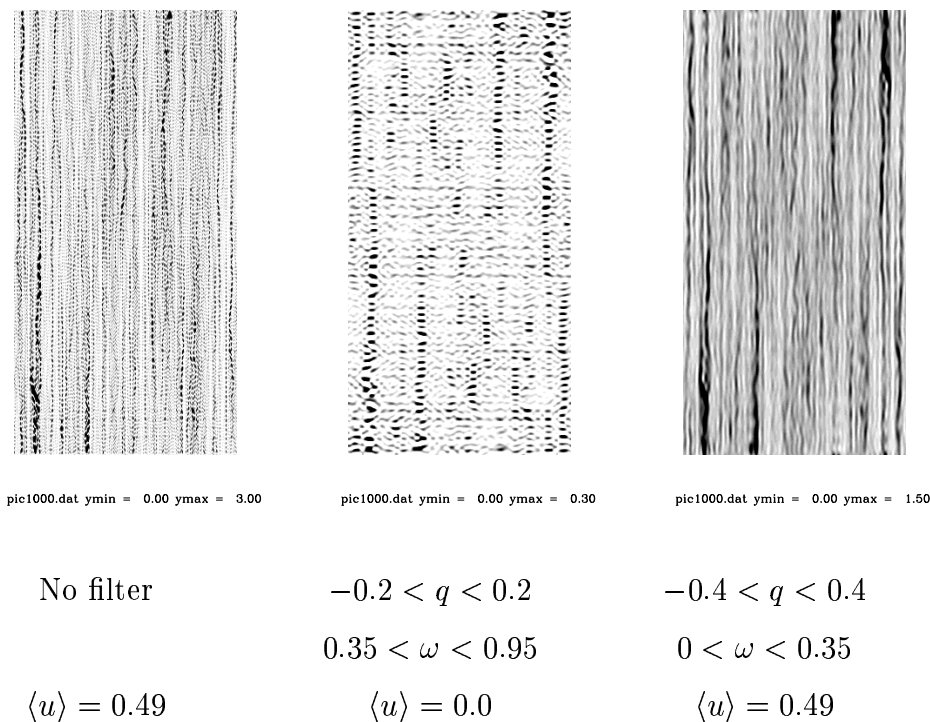 pic1000.dat ymin = 0.00 ymax = 3.00
pic1000.dat ymin = 0.00 ymax = 0.30
pic1000.dat ymin = 0.00 ymax = 1.50
No filter
−0.2 < q < 0.2
−0.4 < q < 0.4
0.35 < ω < 0.95
0 < ω < 0.35
⟨u⟩ = 0.49
⟨u⟩ = 0.0
⟨u⟩ = 0.49